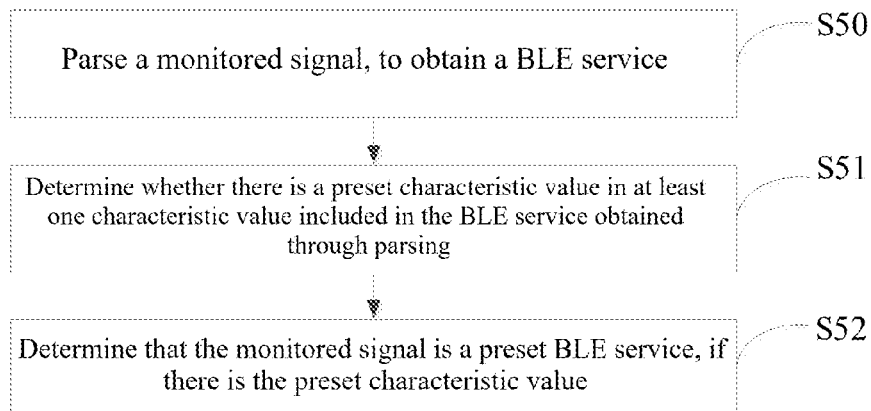 S50
Parse a monitored signal, to obtain a BLE service
S51
Determine whether there is a preset characteristic value in at least
one characteristic value included in the BLE service obtained
through parsing
S52
Determine that the monitored signal is a preset BLE service, if
there is the preset characteristic value